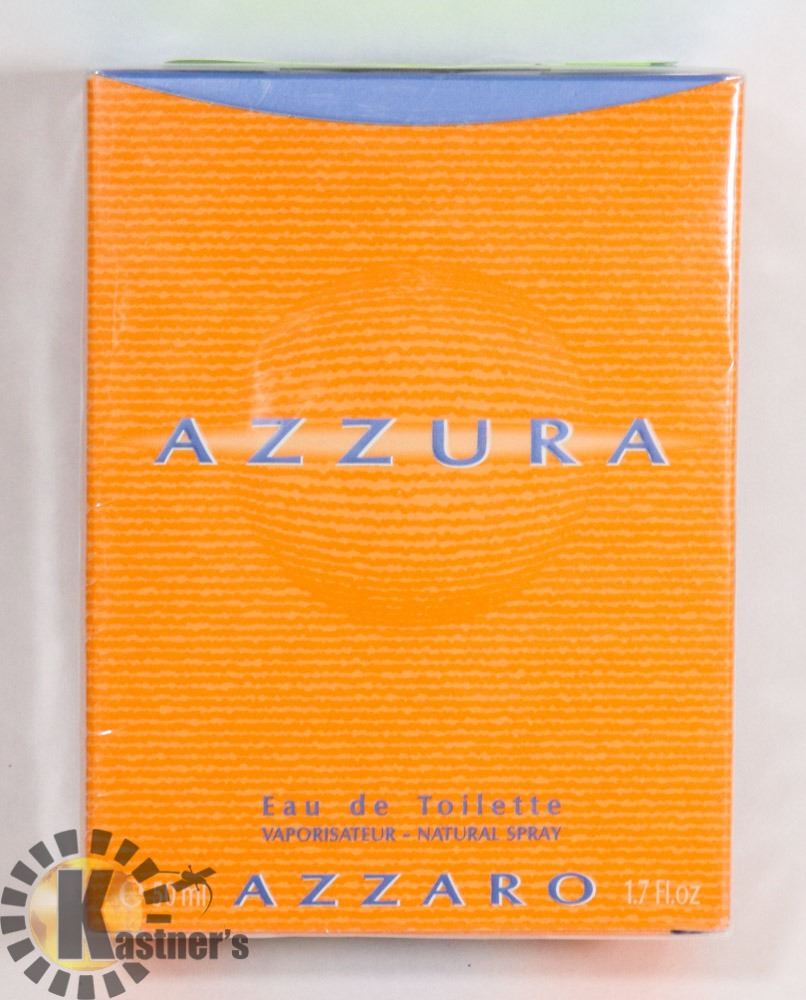 AZZURA
Eau de Toilette
VAPORISATEUR - NATURAL SPRAY
e 50 ml AZZARO 1.7 Fl.oz
Kastner's